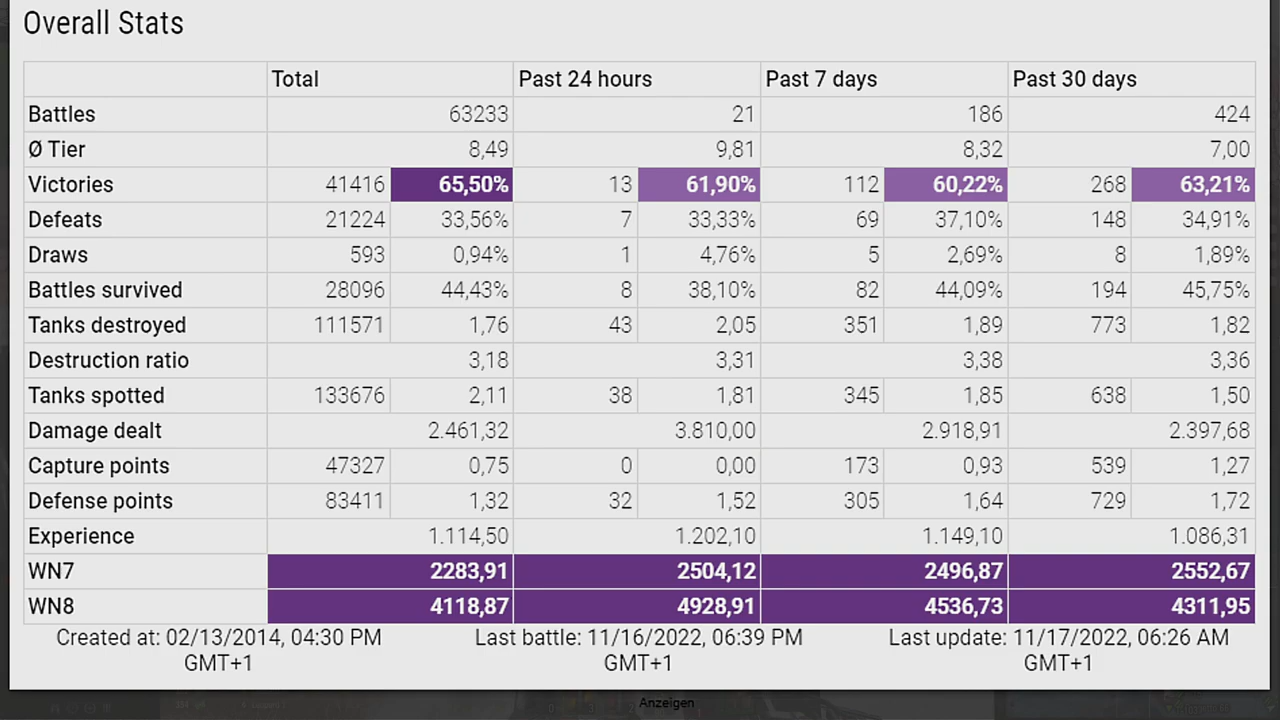 Overall Stats
Total Past 24 hours Past 7 days Past 30 days
Battles 63233 21 186 424
Ø Tier 8,49 9,81 8,32 7,00
Victories 41416 65,50% 13 61,90% 112 60,22% 268 63,21%
Defeats 21224 33,56% 7 33,33% 69 37,10% 148 34,91%
Draws 593 0,94% 1 4,76% 5 2,69% 8 1,89%
Battles survived 28096 44,43% 8 38,10% 82 44,09% 194 45,75%
Tanks destroyed 111571 1,76 43 2,05 351 1,89 773 1,82
Destruction ratio 3,18 3,31 3,38 3,36
Tanks spotted 133676 2,11 38 1,81 345 1,85 638 1,50
Damage dealt 2.461,32 3.810,00 2.918,91 2.397,68
Capture points 47327 0,75 0 0,00 173 0,93 539 1,27
Defense points 83411 1,32 32 1,52 305 1,64 729 1,72
Experience 1.114,50 1.202,10 1.149,10 1.086,31
WN7 2283,91 2504,12 2496,87 2552,67
WN8 4118,87 4928,91 4536,73 4311,95
Created at: 02/13/2014, 04:30 PM Last battle: 11/16/2022, 06:39 PM Last update: 11/17/2022, 06:26 AM
GMT+1 GMT+1 GMT+1
Anzeigen